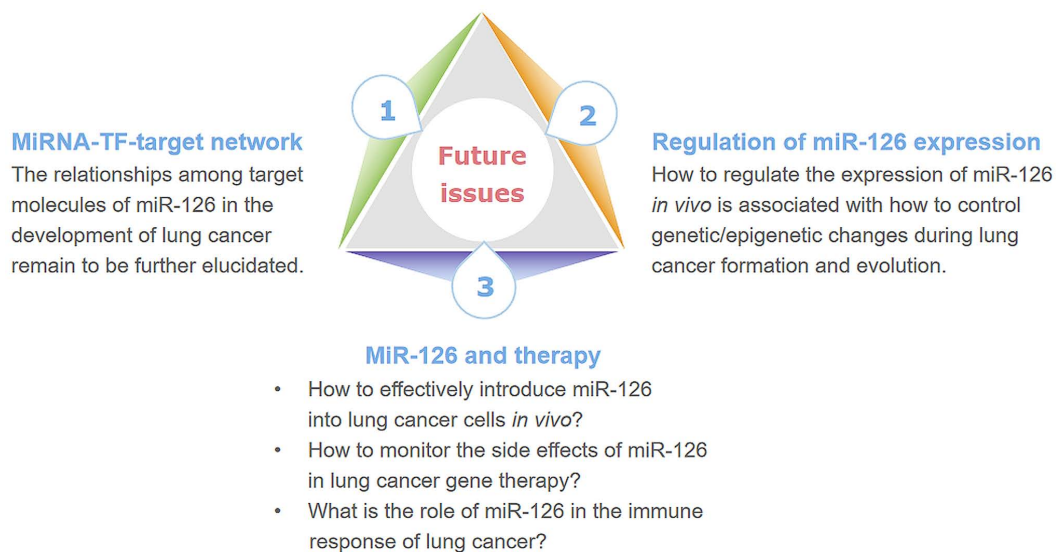 1
2
Future
issues
3
MiRNA-TF-target network
The relationships among target
molecules of miR-126 in the
development of lung cancer
remain to be further elucidated.
Regulation of miR-126 expression
How to regulate the expression of miR-126
in vivo is associated with how to control
genetic/epigenetic changes during lung
cancer formation and evolution.
MiR-126 and therapy
• How to effectively introduce miR-126
into lung cancer cells in vivo?
• How to monitor the side effects of miR-126
in lung cancer gene therapy?
• What is the role of miR-126 in the immune
response of lung cancer?